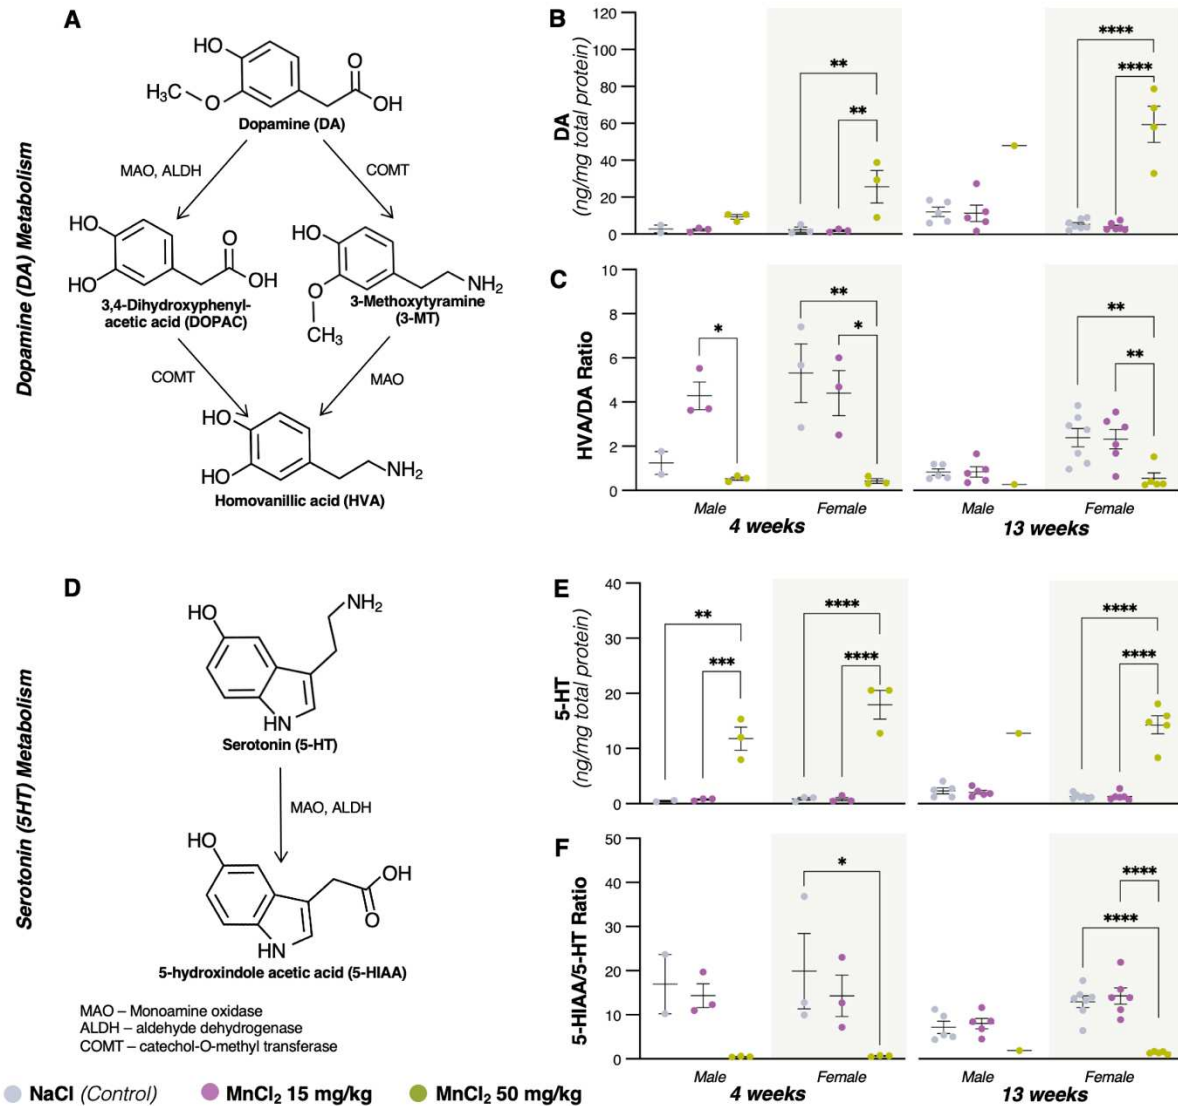 A
Dopamine (DA) Metabolism
HO
O
H₃C
O
OH
Dopamine (DA)
MAO, ALDH
COMT
HO
HO
O
OH
3,4-Dihydroxyphenyl-
acetic acid (DOPAC)
HO
O
CH₃
NH₂
3-Methoxytyramine
(3-MT)
COMT
MAO
HO
HO
NH₂
Homovanillic acid (HVA)
B
DA
(ng/mg total protein)
120
100
80
60
40
20
0
**
**
****
****
C
HVA/DA Ratio
10
8
6
4
2
0
*
**
*
**
**
Male
Female
Male
Female
4 weeks
13 weeks
D
Serotonin (5HT) Metabolism
HO
NH₂
HN
Serotonin (5-HT)
MAO, ALDH
HO
OH
O
HN
5-hydroxindole acetic acid (5-HIAA)
MAO – Monoamine oxidase
ALDH – aldehyde dehydrogenase
COMT – catechol-O-methyl transferase
E
5-HT
(ng/mg total protein)
40
30
20
10
0
**
***
****
****
****
****
F
5-HIAA/5-HT Ratio
50
40
30
20
10
0
*
****
****
Male
Female
Male
Female
4 weeks
13 weeks
NaCl (Control)
MnCl₂ 15 mg/kg
MnCl₂ 50 mg/kg